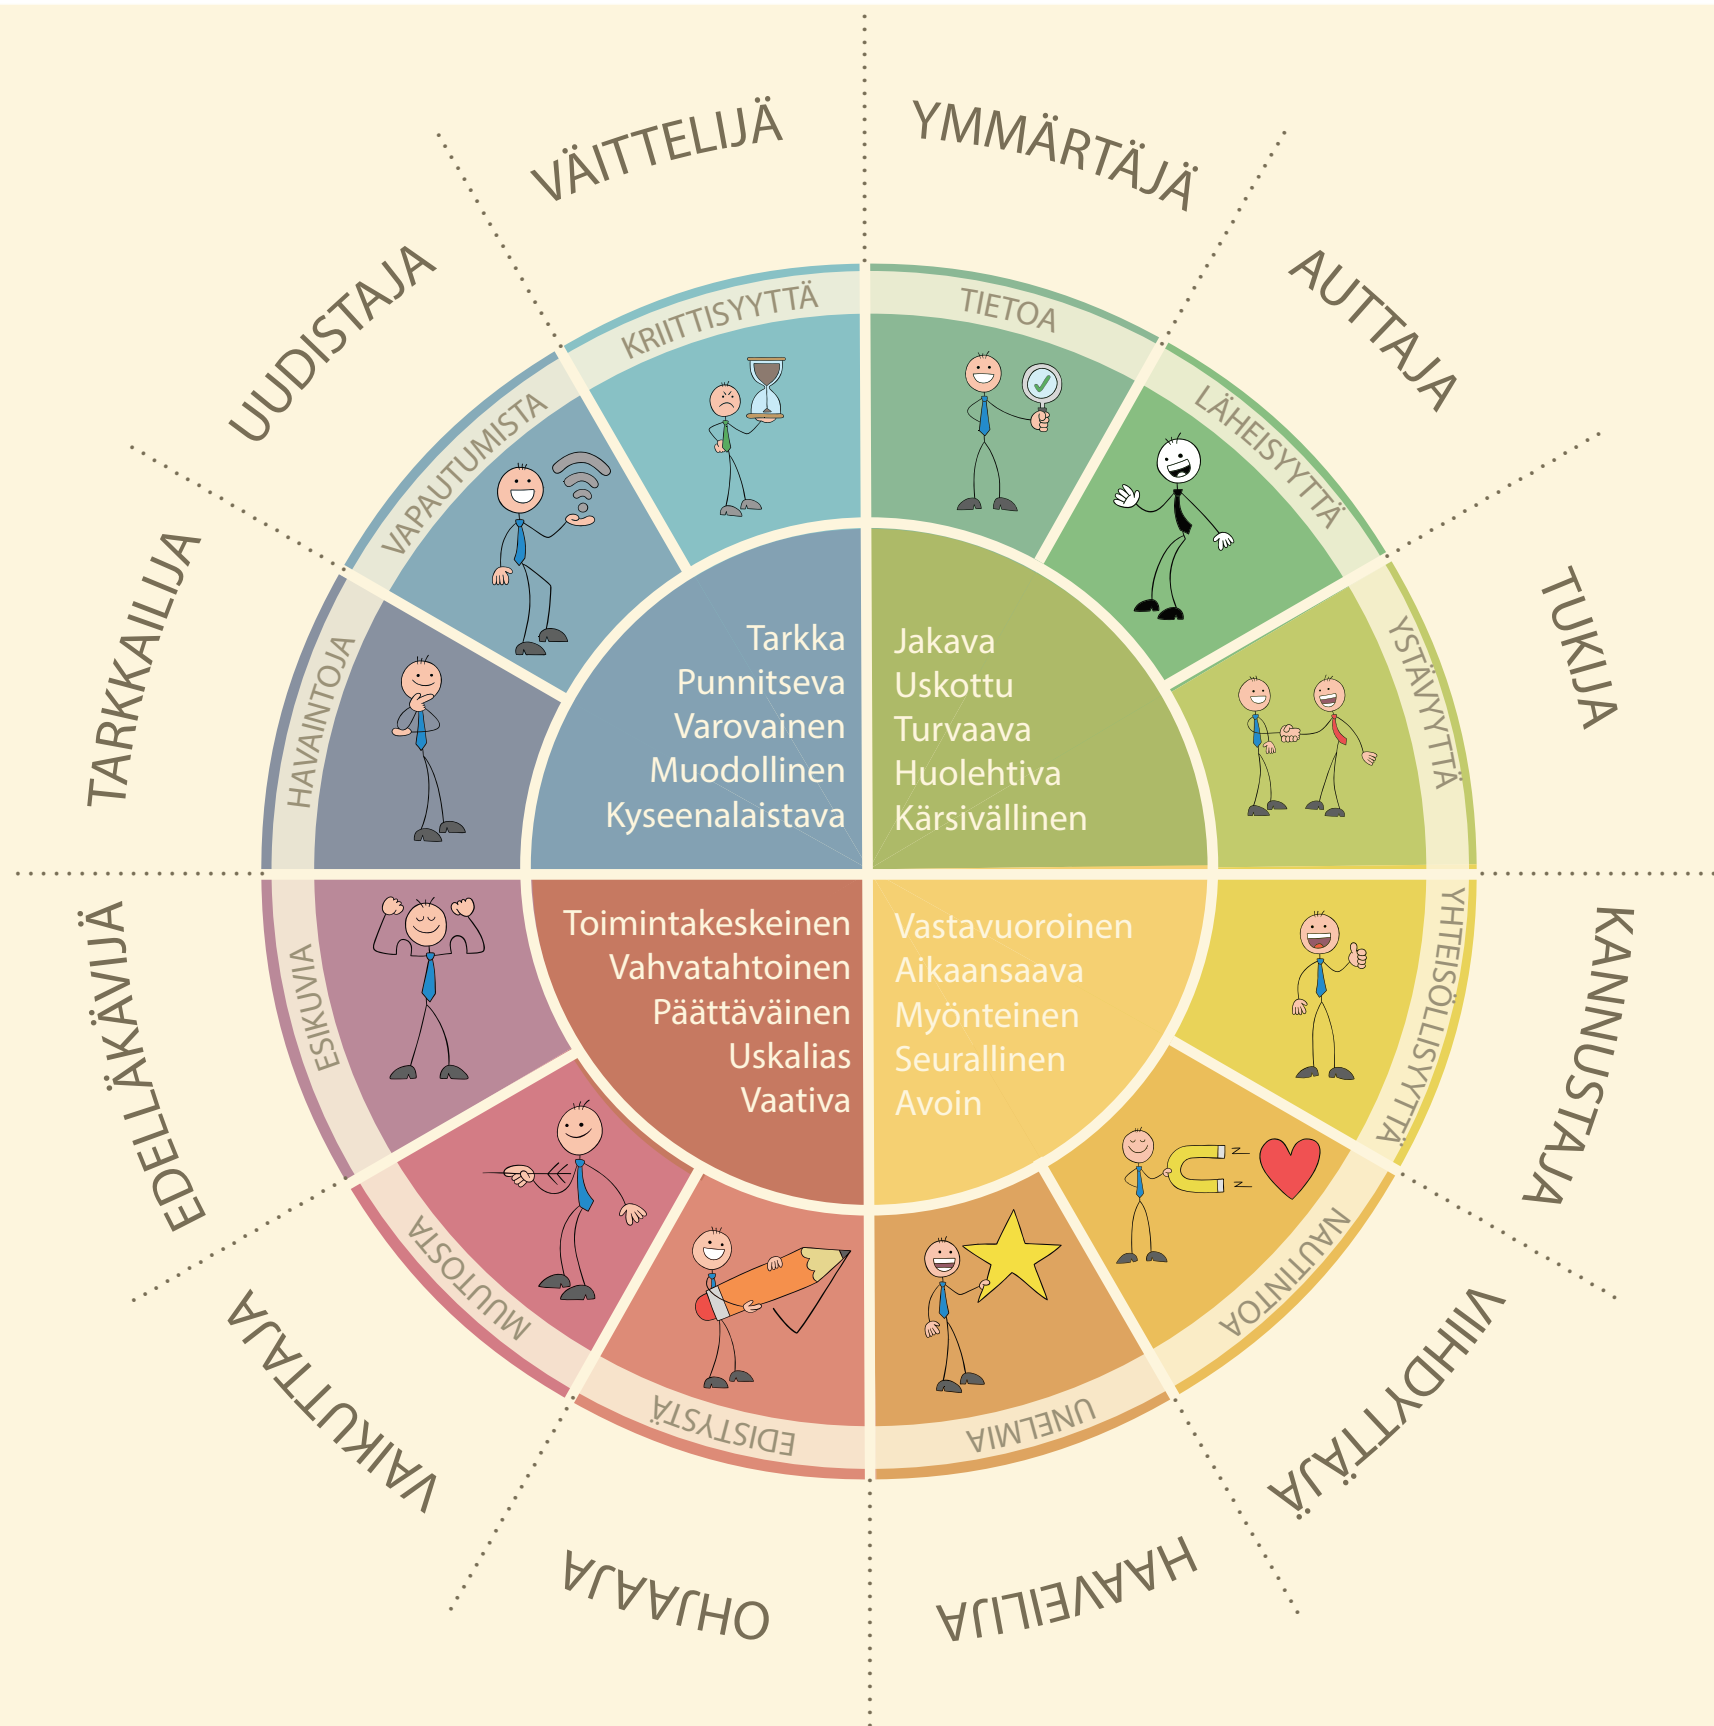 VÄITTELIJÄ
YMMÄRTÄJÄ
AUTTAJA
TUKIJA
KANNUSTAJA
VIIHDYTTÄJÄ
HAAVEILIJA
OHJAAJA
VAIKUTTAJA
EDELLÄKÄVIJÄ
TARKKAILIJA
UUDISTAJA
KRIITTISYYTTÄ
TIETOA
LÄHEISYYTTÄ
YSTÄVYYTTÄ
YHTEISÖLLISYYTTÄ
NAUTINTOA
UNELMIA
EDISTYSTÄ
MUUTOSTA
ESIKUVIA
HAVAINTOJA
VAPAUTUMISTA
Tarkka
Punnitseva
Varovainen
Muodollinen
Kyseenalaistava
Jakava
Uskottu
Turvaava
Huolehtiva
Kärsivällinen
Toimintakeskeinen
Vahvatahtoinen
Päättäväinen
Uskalias
Vaativa
Vastavuoroinen
Aikaansaava
Myönteinen
Seurallinen
Avoin